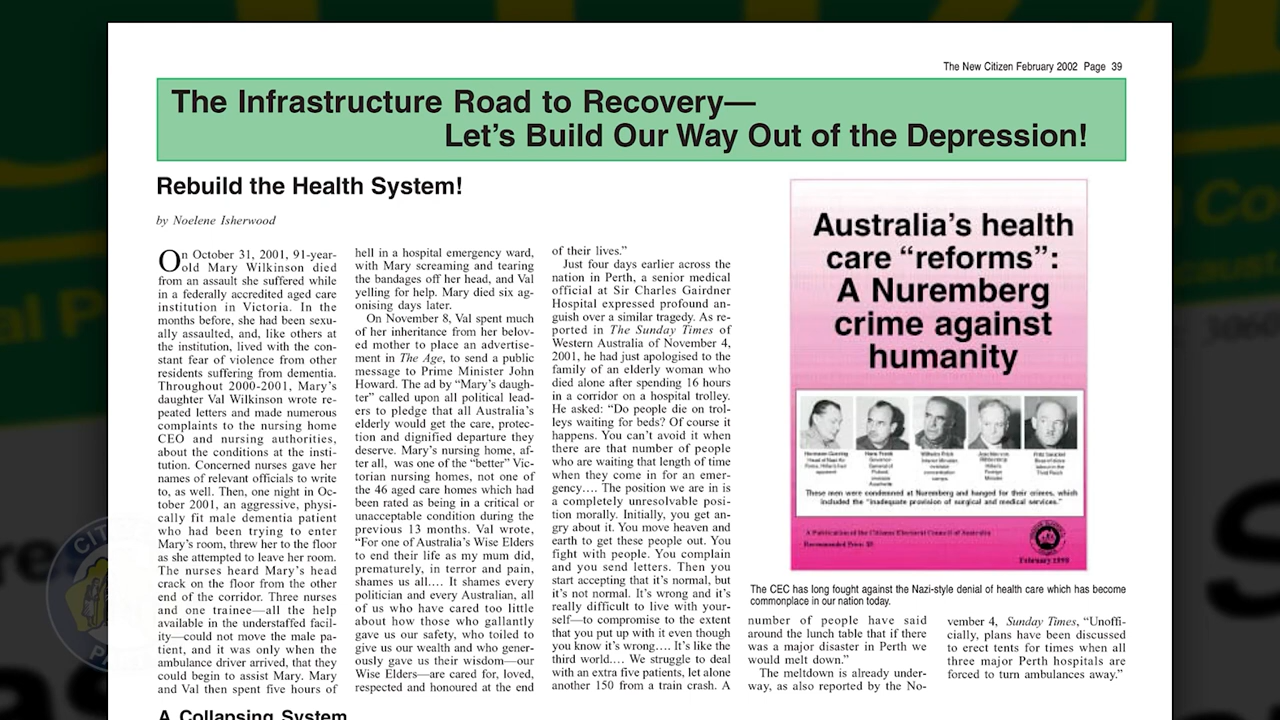 The New Citizen February 2002 Page 39
The Infrastructure Road to Recovery—
Let's Build Our Way Out of the Depression!
Rebuild the Health System!
by Noelene Isherwood
On October 31, 2001, 91-year-
old Mary Wilkinson died
from an assault she suffered while
in a federally accredited aged care
institution in Victoria. In the
months before, she had been sexu-
ally assaulted, and, like others at
the institution, lived with the con-
stant fear of violence from other
residents suffering from dementia.
Throughout 2000-2001, Mary's
daughter Val Wilkinson wrote re-
peated letters and made numerous
complaints to the nursing home
CEO and nursing authorities,
about the conditions at the insti-
tution. Concerned nurses gave her
names of relevant officials to write
to, as well. Then, one night in Oc-
tober 2001, an aggressive, physi-
cally fit male dementia patient
who had been trying to enter
Mary's room, threw her to the floor
as she attempted to leave her room.
The nurses heard Mary's head
crack on the floor from the other
end of the corridor. Three nurses
and one trainee—all the help
available in the understaffed facil-
ity—could not move the male pa-
tient, and it was only when the
ambulance driver arrived, that they
could begin to assist Mary. Mary
and Val then spent five hours of
hell in a hospital emergency ward,
with Mary screaming and tearing
the bandages off her head, and Val
yelling for help. Mary died six ag-
onising days later.
On November 8, Val spent much
of her inheritance from her belov-
ed mother to place an advertise-
ment in The Age, to send a public
message to Prime Minister John
Howard. The ad by "Mary's daugh-
ter" called upon all political lead-
ers to pledge that all Australia's
elderly would get the care, protec-
tion and dignified departure they
deserve. Mary's nursing home, af-
ter all, was one of the "better" Vic-
torian nursing homes, not one of
the 46 aged care homes which had
been rated as being in a critical or
unacceptable condition during the
previous 13 months. Val wrote,
"For one of Australia's Wise Elders
to end their life as my mum did,
prematurely, in terror and pain,
shames us all.... It shames every
politician and every Australian, all
of us who have cared too little
about how those who gallantly
gave us our safety, who toiled to
give us our wealth and who gener-
ously gave us their wisdom—our
Wise Elders—are cared for, loved,
respected and honoured at the end
of their lives."
Just four days earlier across the
nation in Perth, a senior medical
official at Sir Charles Gairdner
Hospital expressed profound an-
guish over a similar tragedy. As re-
ported in The Sunday Times of
Western Australia of November 4,
2001, he had just apologised to the
family of an elderly woman who
died alone after spending 16 hours
in a corridor on a hospital trolley.
He asked: "Do people die on trol-
leys waiting for beds? Of course it
happens. You can't avoid it when
there are that number of people
who are waiting that length of time
when they come in for an emer-
gency.... The position we are in is
a completely unresolvable posi-
tion morally. Initially, you get an-
gry about it. You move heaven and
earth to get these people out. You
fight with people. You complain
and you send letters. Then you
start accepting that it's normal, but
it's not normal. It's wrong and it's
really difficult to live with your-
self—to compromise to the extent
that you put up with it even though
you know it's wrong.... It's like the
third world.... We struggle to deal
with an extra five patients, let alone
another 150 from a train crash. A
Australia's health
care "reforms":
A Nuremberg
crime against
humanity
These men were condemned at Nuremberg and hanged for their crimes, which
included the "inadequate provision of surgical and medical services."
A Publication of the Citizens Electoral Council of Australia
Recommended Price: $5
The CEC has long fought against the Nazi-style denial of health care which has become
commonplace in our nation today.
number of people have said
around the lunch table that if there
was a major disaster in Perth we
would melt down."
The meltdown is already under-
way, as also reported by the No-
vember 4, Sunday Times, "Unoffi-
cially, plans have been discussed
to erect tents for times when all
three major Perth hospitals are
forced to turn ambulances away."
A Collapsing System